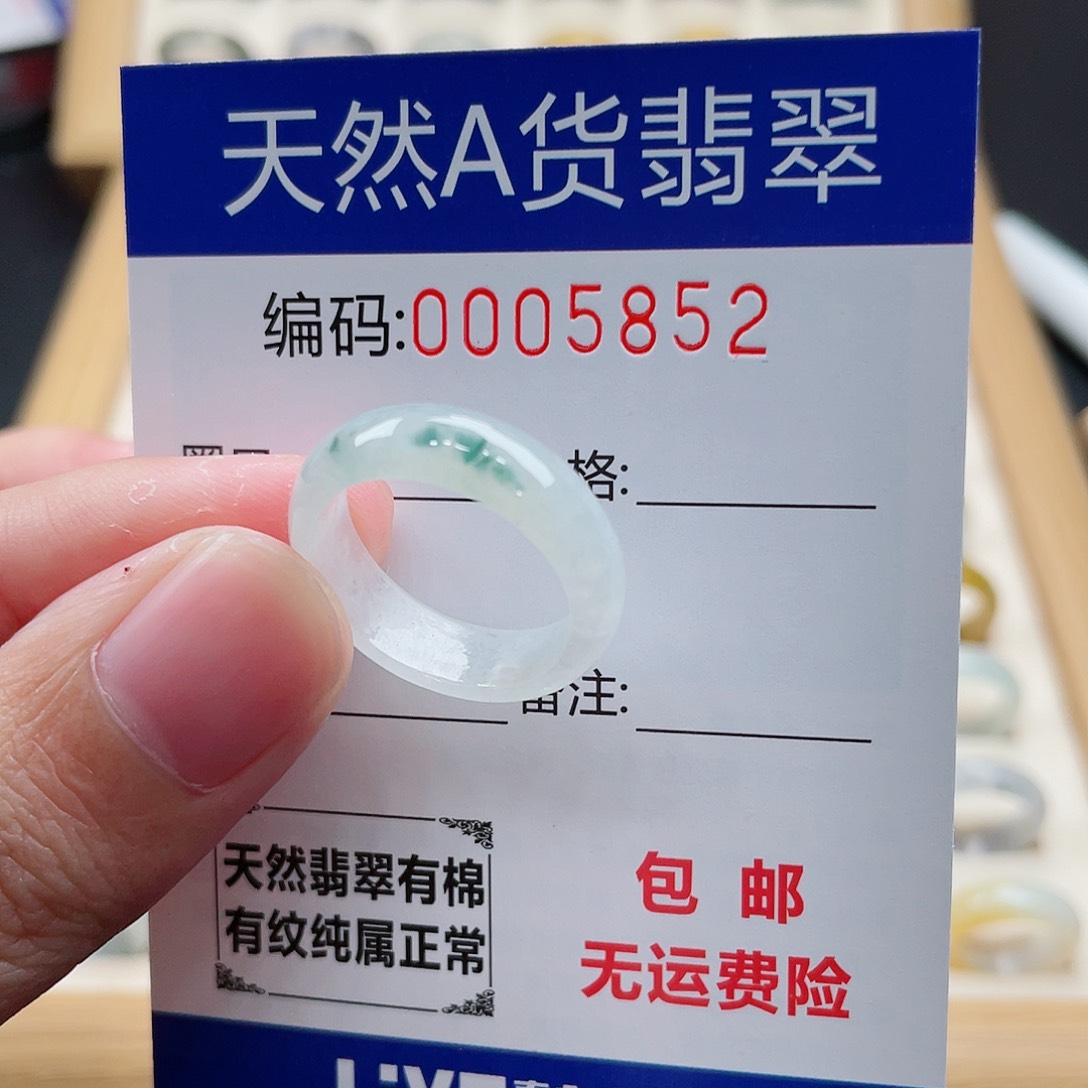 天然A货翡翠
编码:0005852
格:
备注:
天然翡翠有棉
有纹纯属正常
包 邮
无运费险